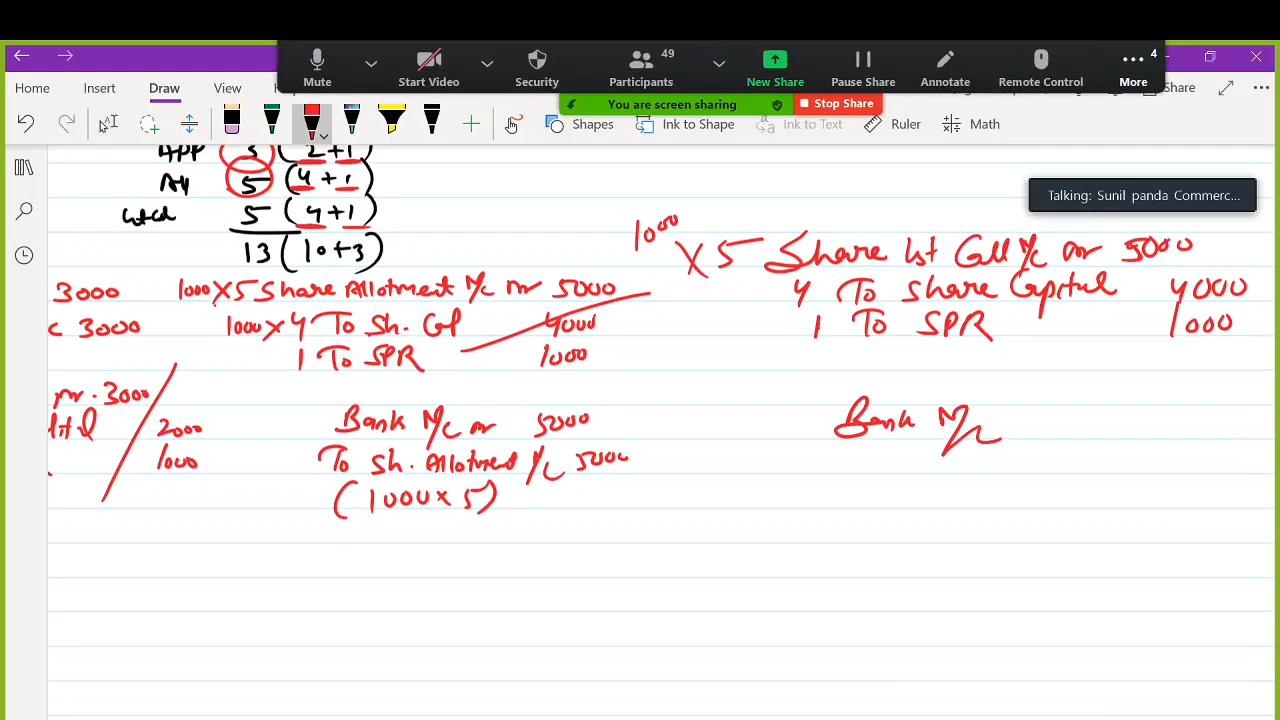 Mute
Start Video
Security
49
Participants
New Share
Pause Share
Annotate
Remote Control
4
More
You are screen sharing
Stop Share
Home Insert Draw View
Share
Shapes
Ink to Shape
Ink to Text
Ruler
Math
Talking: Sunil panda Commerc...
APP 3 (2+1)
5 (4+1)
5 (4+1)
13 (10+3)
3000
3000
3000
2000
1000
1000 X 5 Share Allotment A/C Dr 5000
1000 X 4 To Sh. Cap 4000
1 To SPR 1000
Bank A/C Dr 5000
To Sh. Allotment A/C 5000
(1000 x 5)
1000 X 5 Share 1st Call A/C Dr 5000
4 To Share Capital 4000
1 To SPR 1000
Bank A/C